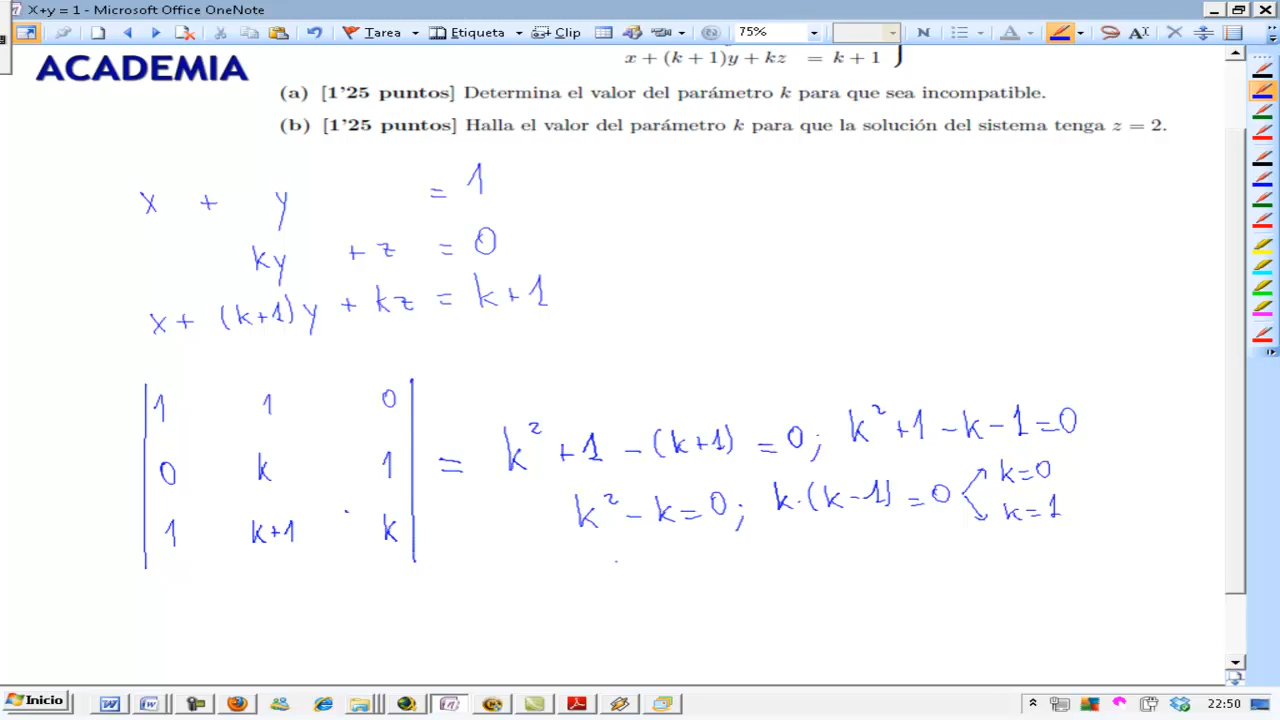 X+y = 1 - Microsoft Office OneNote
Tarea Etiqueta Clip 75% N A
ACADEMIA
x + (k + 1)y + kz = k + 1
(a) [1'25 puntos] Determina el valor del parámetro k para que sea incompatible.
(b) [1'25 puntos] Halla el valor del parámetro k para que la solución del sistema tenga z = 2.
x + y = 1
ky + z = 0
x + (k+1)y + kz = k+1
1 1 0
0 k 1
1 k+1 k
= k² + 1 - (k+1) = 0; k² + 1 - k - 1 = 0
k² - k = 0; k·(k-1) = 0
k=0
k=1
Inicio
22:50